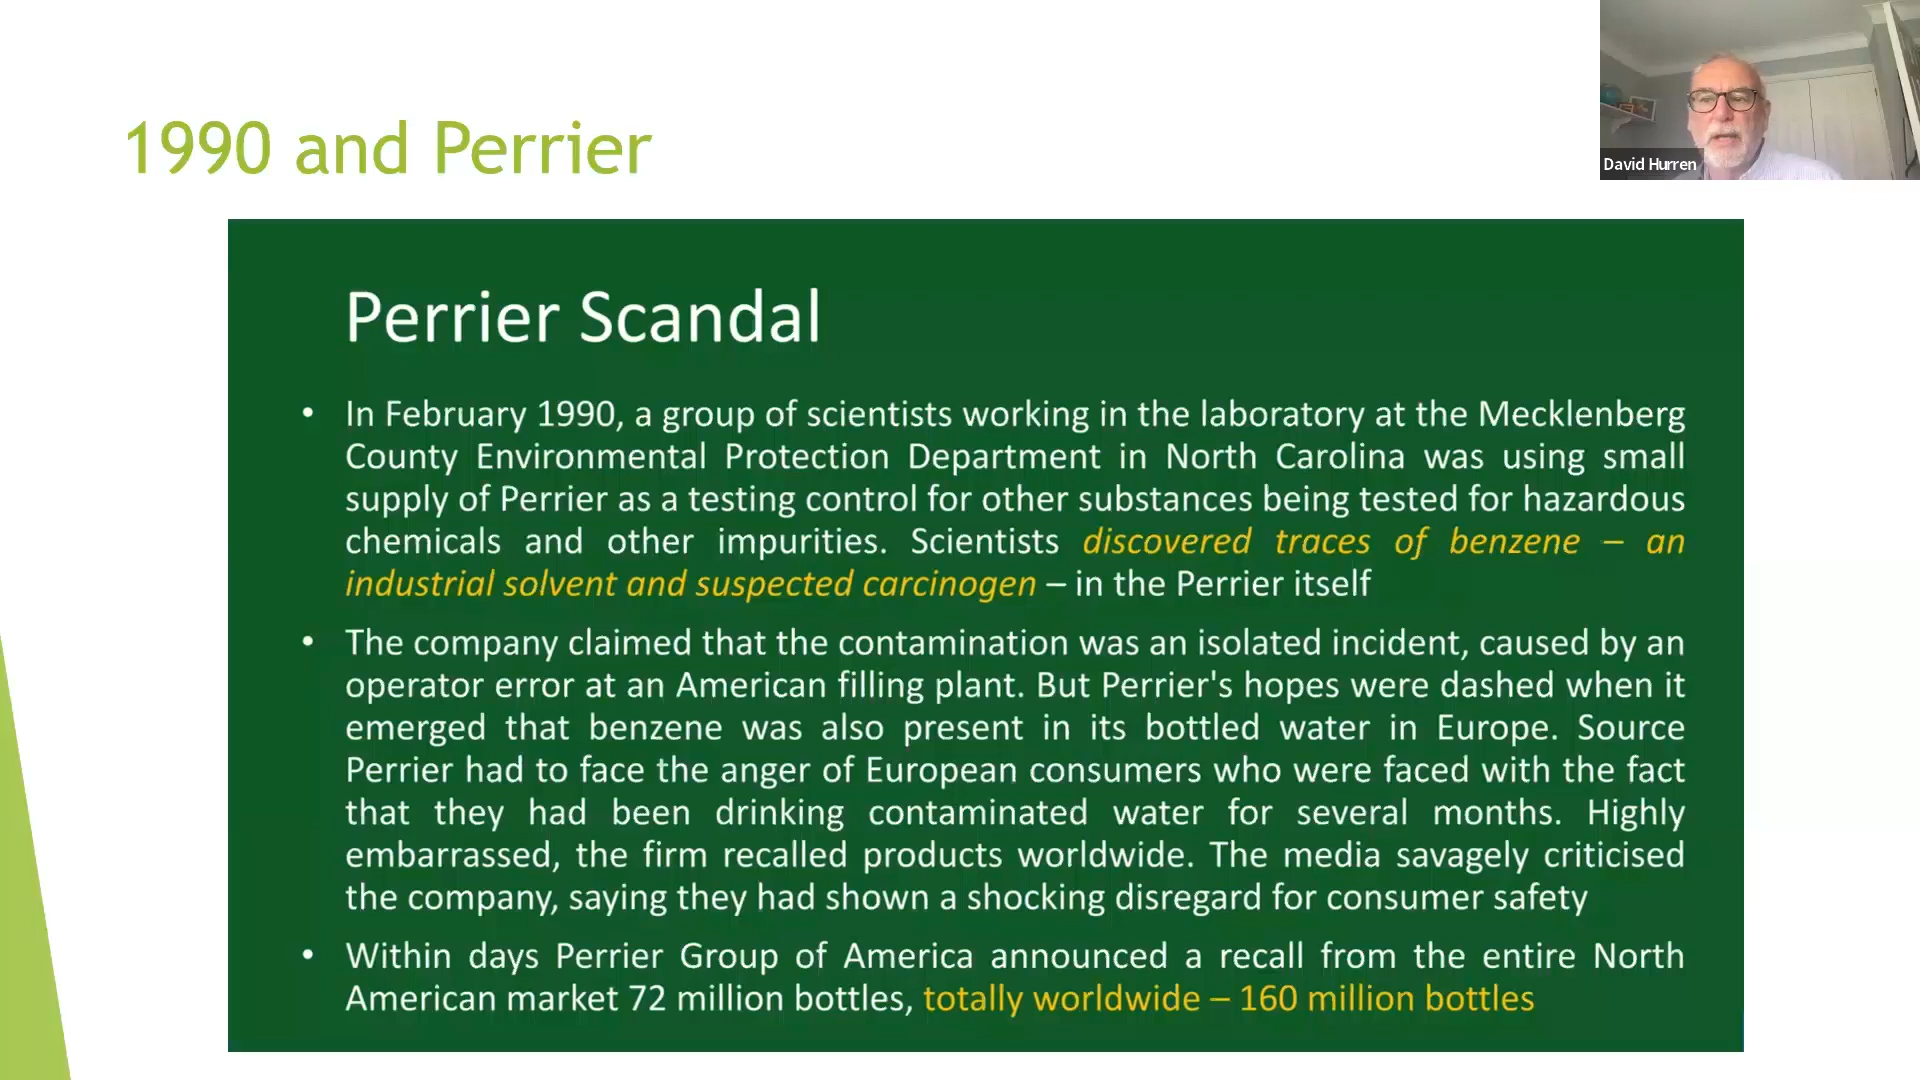 1990 and Perrier
David Hurren
Perrier Scandal
• In February 1990, a group of scientists working in the laboratory at the Mecklenberg
County Environmental Protection Department in North Carolina was using small
supply of Perrier as a testing control for other substances being tested for hazardous
chemicals and other impurities. Scientists discovered traces of benzene – an
industrial solvent and suspected carcinogen – in the Perrier itself
• The company claimed that the contamination was an isolated incident, caused by an
operator error at an American filling plant. But Perrier's hopes were dashed when it
emerged that benzene was also present in its bottled water in Europe. Source
Perrier had to face the anger of European consumers who were faced with the fact
that they had been drinking contaminated water for several months. Highly
embarrassed, the firm recalled products worldwide. The media savagely criticised
the company, saying they had shown a shocking disregard for consumer safety
• Within days Perrier Group of America announced a recall from the entire North
American market 72 million bottles, totally worldwide – 160 million bottles